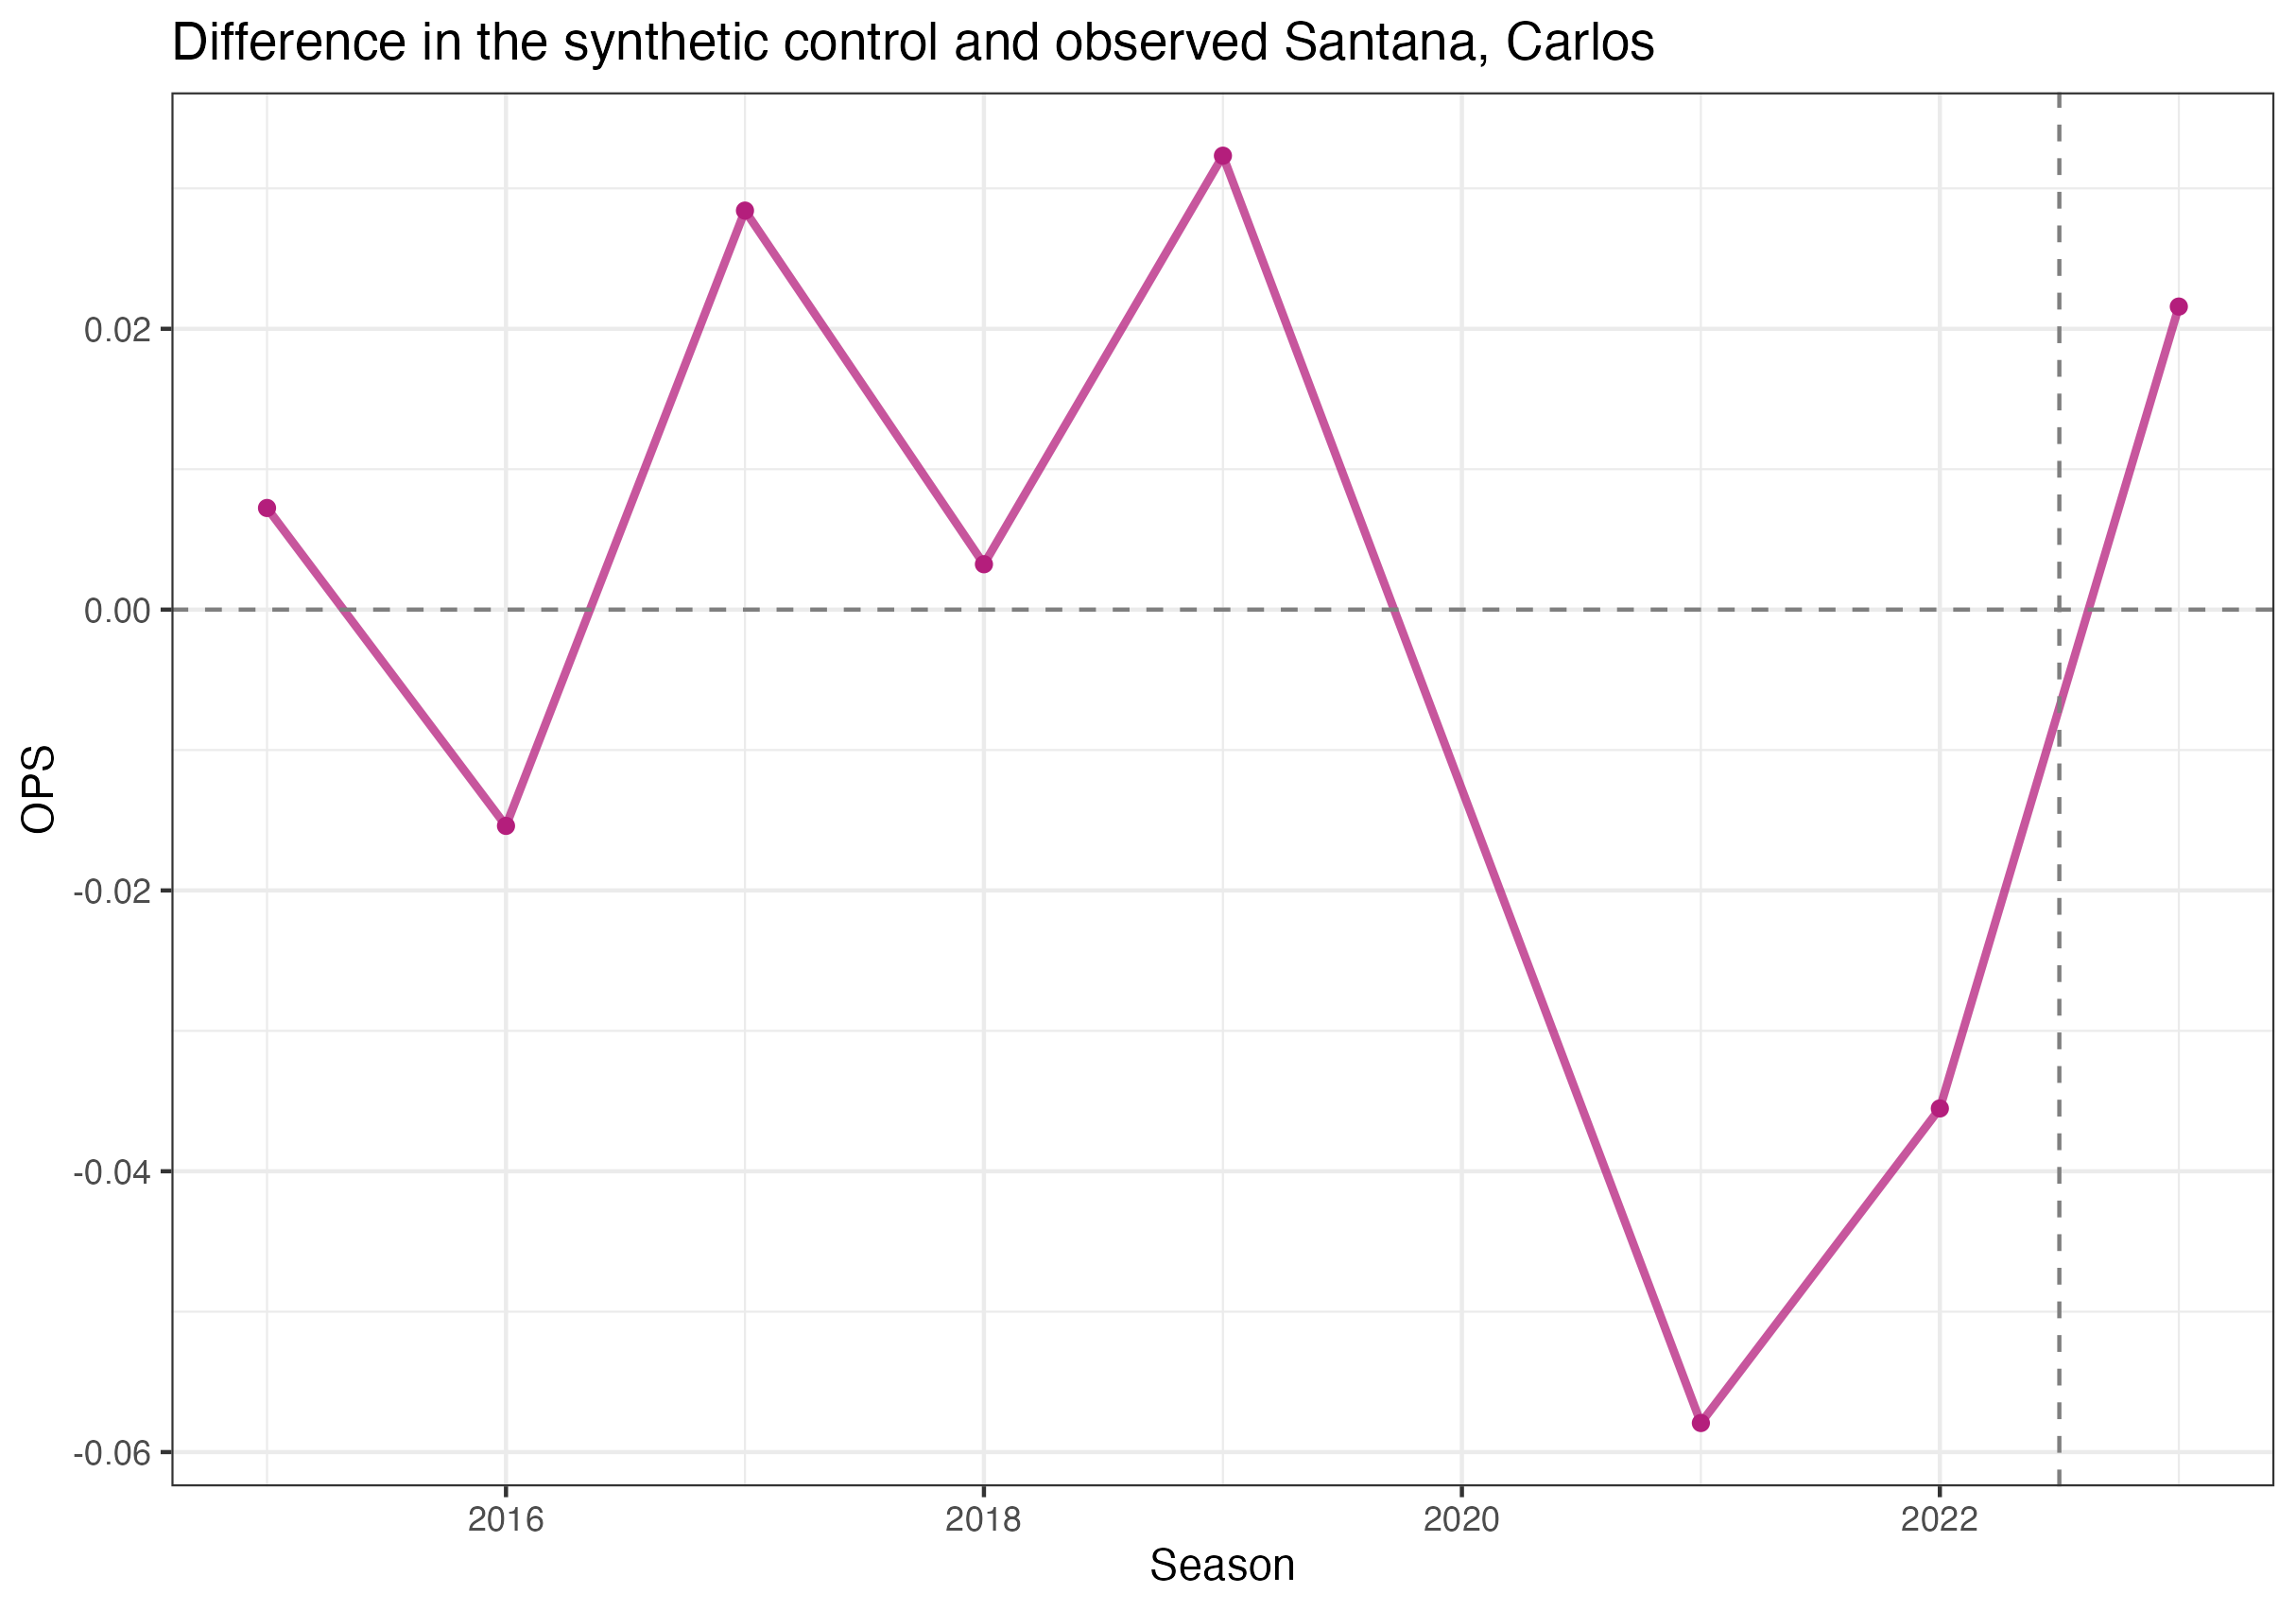 Difference in the synthetic control and observed Santana, Carlos
OPS
0.02
0.00
-0.02
-0.04
-0.06
2016 2018 2020 2022
Season